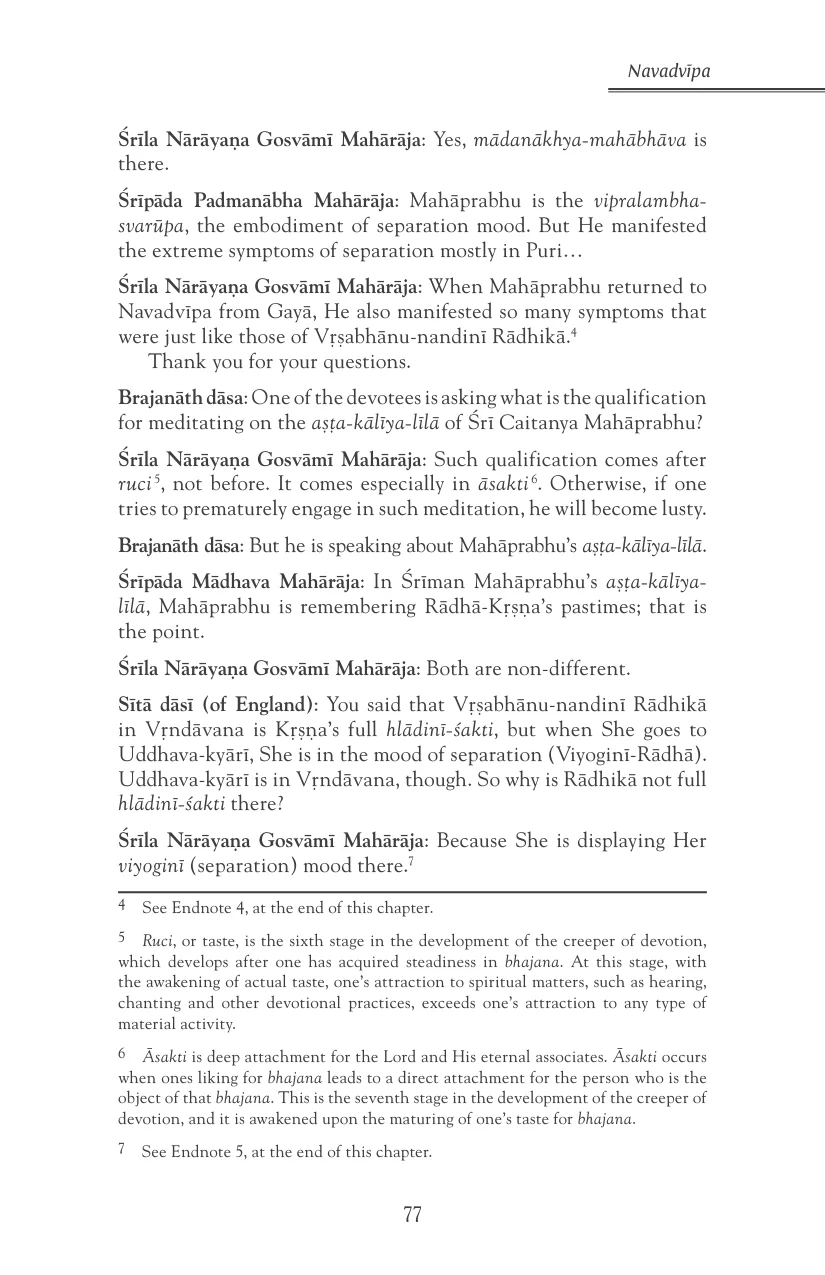 Navadvīpa
Śrīla Nārāyaṇa Gosvāmī Mahārāja: Yes, mādanākhya-mahābhāva is
there.
Śrīpāda Padmanābha Mahārāja: Mahāprabhu is the vipralambha-
svarūpa, the embodiment of separation mood. But He manifested
the extreme symptoms of separation mostly in Puri…
Śrīla Nārāyaṇa Gosvāmī Mahārāja: When Mahāprabhu returned to
Navadvīpa from Gayā, He also manifested so many symptoms that
were just like those of Vṛṣabhānu-nandinī Rādhikā.4
Thank you for your questions.
Brajanāth dāsa: One of the devotees is asking what is the qualification
for meditating on the aṣṭa-kālīya-līlā of Śrī Caitanya Mahāprabhu?
Śrīla Nārāyaṇa Gosvāmī Mahārāja: Such qualification comes after
ruci5, not before. It comes especially in āsakti6. Otherwise, if one
tries to prematurely engage in such meditation, he will become lusty.
Brajanāth dāsa: But he is speaking about Mahāprabhu's aṣṭa-kālīya-līlā.
Śrīpāda Mādhava Mahārāja: In Śrīman Mahāprabhu's aṣṭa-kālīya-
līlā, Mahāprabhu is remembering Rādhā-Kṛṣṇa's pastimes; that is
the point.
Śrīla Nārāyaṇa Gosvāmī Mahārāja: Both are non-different.
Sītā dāsī (of England): You said that Vṛṣabhānu-nandinī Rādhikā
in Vṛndāvana is Kṛṣṇa's full hlādinī-śakti, but when She goes to
Uddhava-kyārī, She is in the mood of separation (Viyoginī-Rādhā).
Uddhava-kyārī is in Vṛndāvana, though. So why is Rādhikā not full
hlādinī-śakti there?
Śrīla Nārāyaṇa Gosvāmī Mahārāja: Because She is displaying Her
viyoginī (separation) mood there.7
4 See Endnote 4, at the end of this chapter.
5 Ruci, or taste, is the sixth stage in the development of the creeper of devotion,
which develops after one has acquired steadiness in bhajana. At this stage, with
the awakening of actual taste, one's attraction to spiritual matters, such as hearing,
chanting and other devotional practices, exceeds one's attraction to any type of
material activity.
6 Āsakti is deep attachment for the Lord and His eternal associates. Āsakti occurs
when ones liking for bhajana leads to a direct attachment for the person who is the
object of that bhajana. This is the seventh stage in the development of the creeper of
devotion, and it is awakened upon the maturing of one's taste for bhajana.
7 See Endnote 5, at the end of this chapter.
77